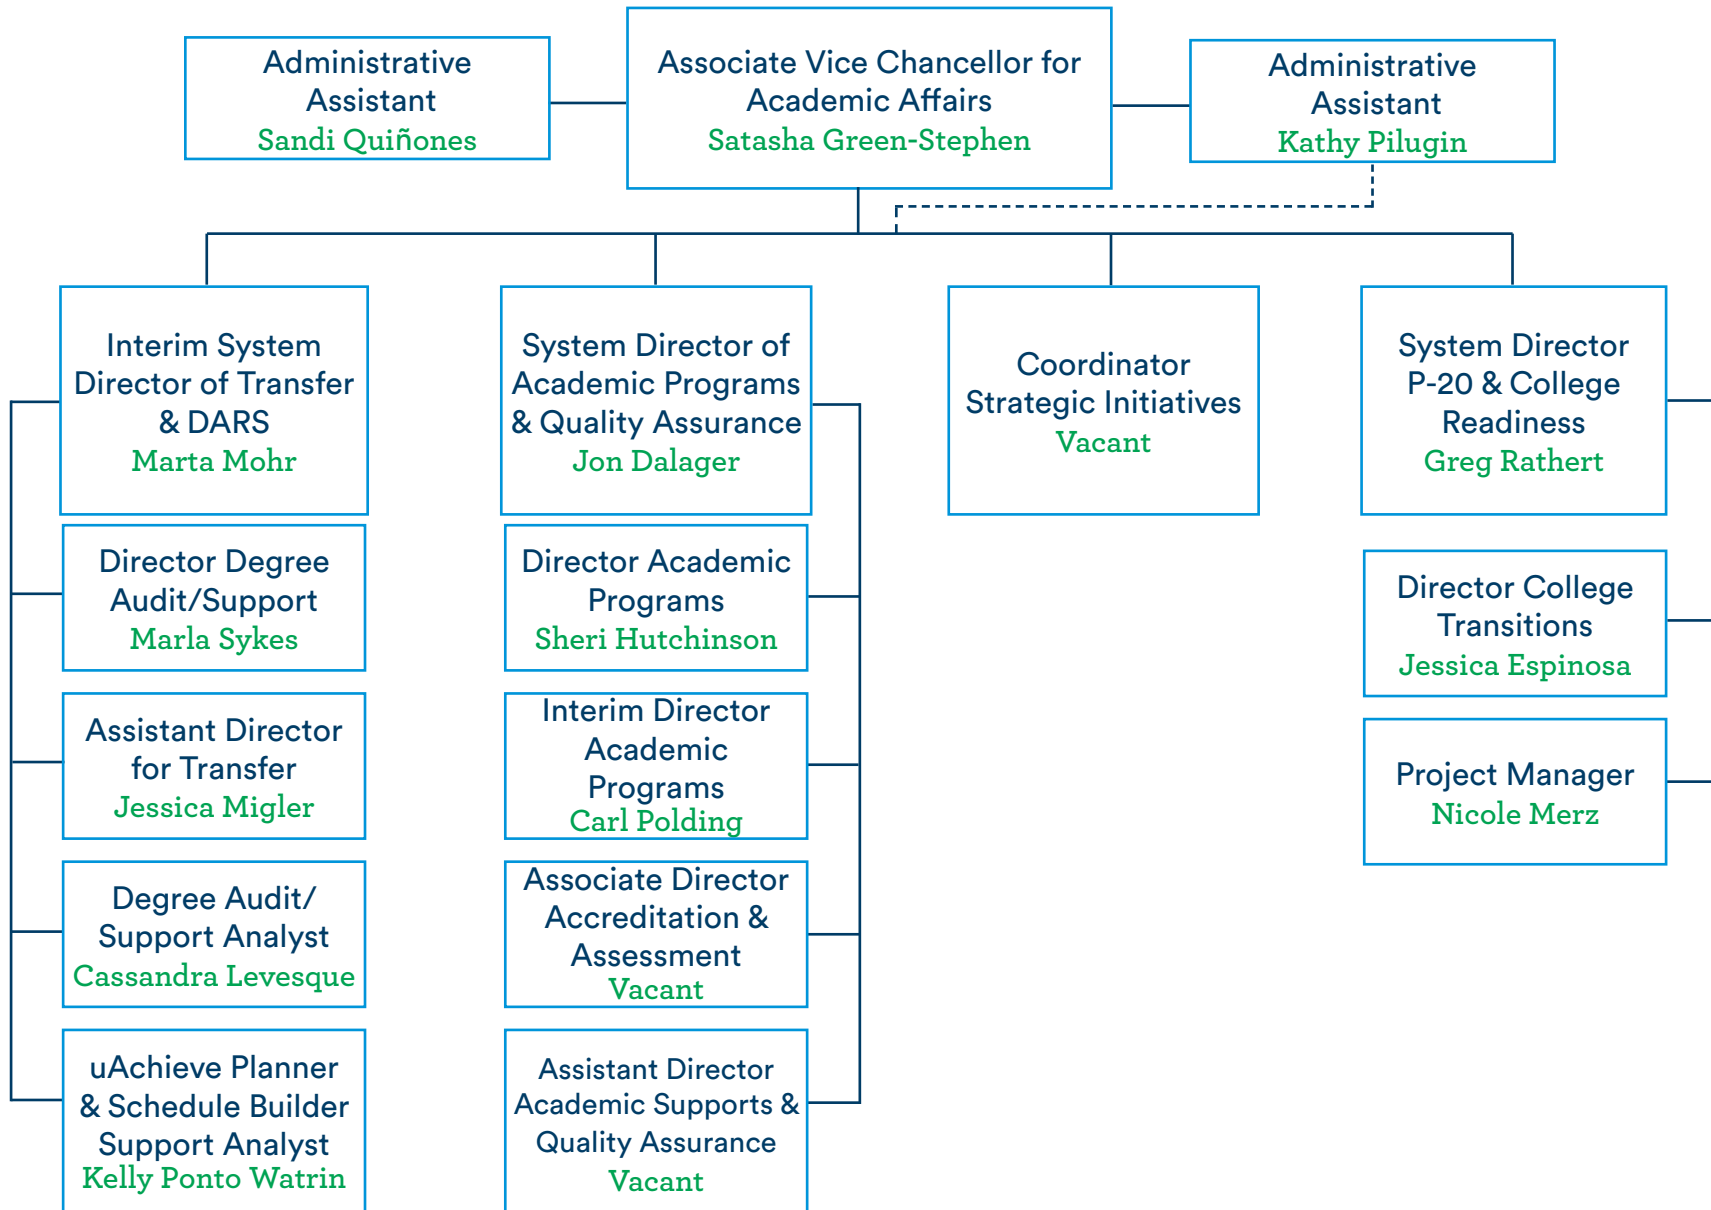 Administrative
Assistant
Sandi Quiñones
Associate Vice Chancellor for
Academic Affairs
Satasha Green-Stephen
Administrative
Assistant
Kathy Pilugin
Interim System
Director of Transfer
& DARS
Marta Mohr
System Director of
Academic Programs
& Quality Assurance
Jon Dalager
Coordinator
Strategic Initiatives
Vacant
System Director
P-20 & College
Readiness
Greg Rathert
Director Degree
Audit/Support
Marla Sykes
Director Academic
Programs
Sheri Hutchinson
Director College
Transitions
Jessica Espinosa
Assistant Director
for Transfer
Jessica Migler
Interim Director
Academic
Programs
Carl Polding
Project Manager
Nicole Merz
Degree Audit/
Support Analyst
Cassandra Levesque
Associate Director
Accreditation &
Assessment
Vacant
uAchieve Planner
& Schedule Builder
Support Analyst
Kelly Ponto Watrin
Assistant Director
Academic Supports &
Quality Assurance
Vacant